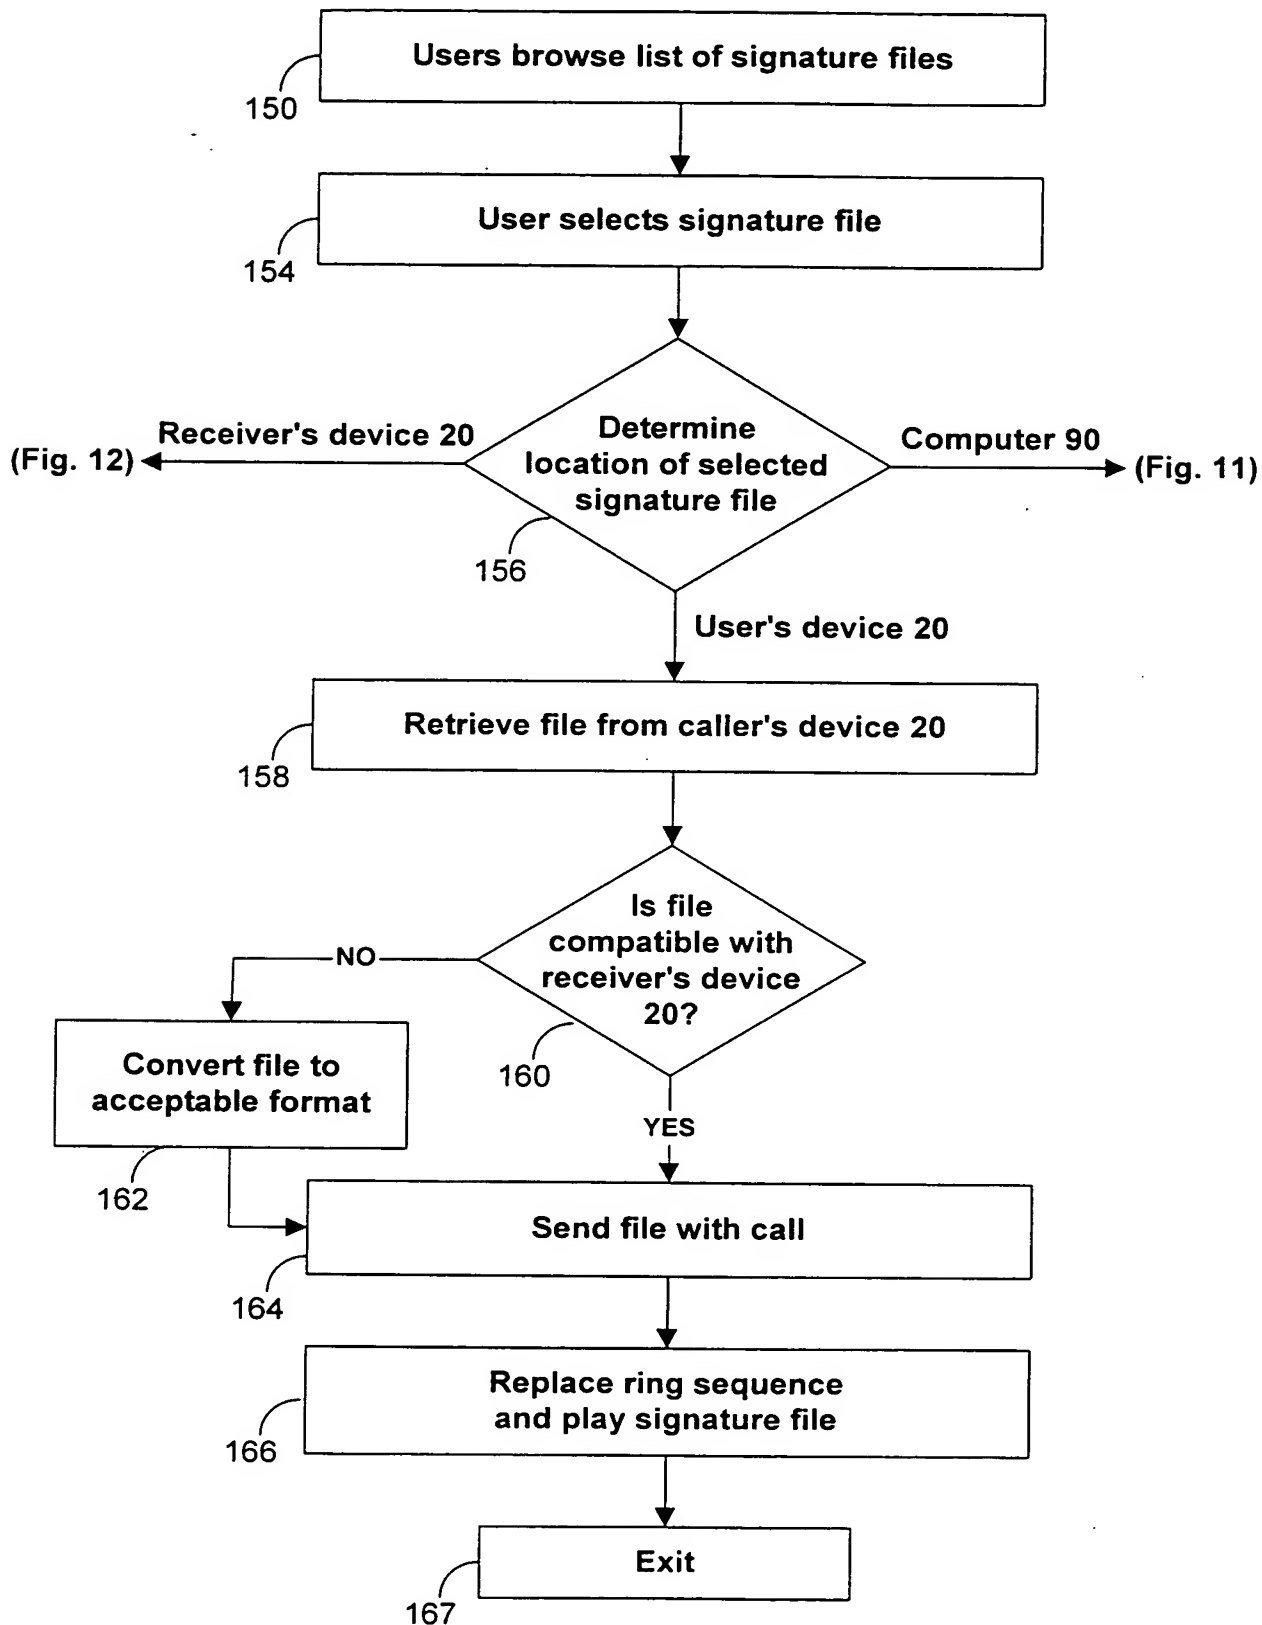 Users browse list of signature files
150
User selects signature file
154
Receiver's device 20
(Fig. 12)
Determine
location of selected
signature file
Computer 90
(Fig. 11)
156
User's device 20
Retrieve file from caller's device 20
158
Is file
compatible with
receiver's device
20?
NO
160
Convert file to
acceptable format
YES
162
Send file with call
164
Replace ring sequence
and play signature file
166
Exit
167